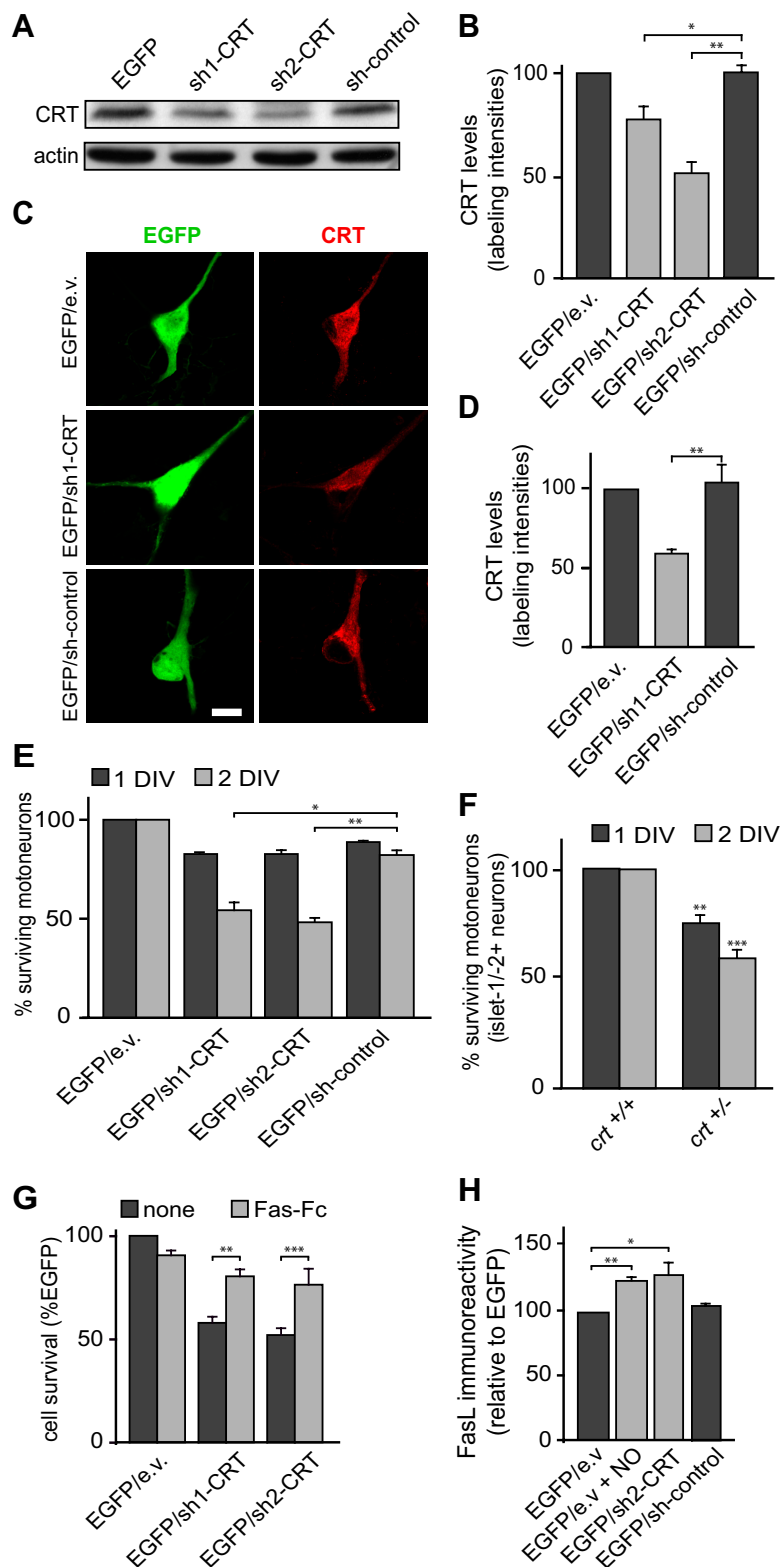 A
EGFP
sh1-CRT
sh2-CRT
sh-control
CRT
actin
B
CRT levels
(labeling intensities)
100
50
0
*
**
EGFP/e.v.
EGFP/sh1-CRT
EGFP/sh2-CRT
EGFP/sh-control
C
EGFP
CRT
EGFP/e.v.
EGFP/sh1-CRT
EGFP/sh-control
D
CRT levels
(labeling intensities)
100
50
0
**
EGFP/e.v.
EGFP/sh1-CRT
EGFP/sh-control
E
1 DIV
2 DIV
% surviving motoneurons
100
50
0
*
**
EGFP/e.v.
EGFP/sh1-CRT
EGFP/sh2-CRT
EGFP/sh-control
F
1 DIV
2 DIV
% surviving motoneurons
(islet-1/-2+ neurons)
100
50
0
**
***
crt +/+
crt +/-
G
none
Fas-Fc
cell survival (%EGFP)
100
50
0
**
***
EGFP/e.v.
EGFP/sh1-CRT
EGFP/sh2-CRT
H
FasL immunoreactivity
(relative to EGFP)
150
100
50
0
*
**
EGFP/e.v
EGFP/e.v + NO
EGFP/sh2-CRT
EGFP/sh-control